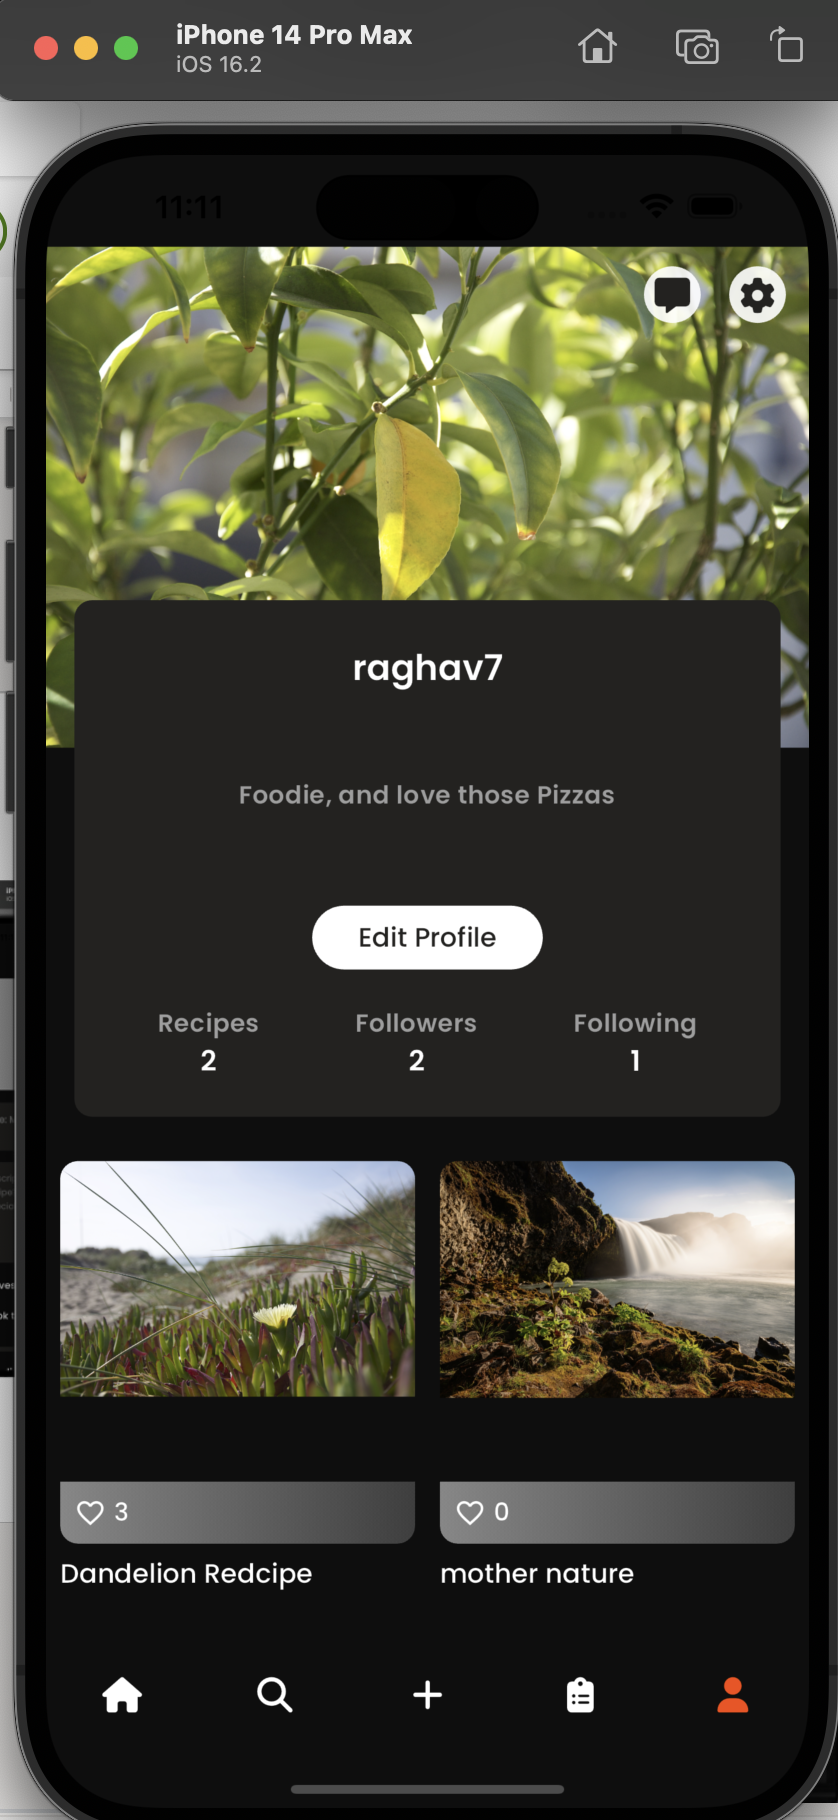 iPhone 14 Pro Max
iOS 16.2
11:11
raghav7
Foodie, and love those Pizzas
Edit Profile
Recipes Followers Following
2 2 1
3 0
Dandelion Redcipe mother nature